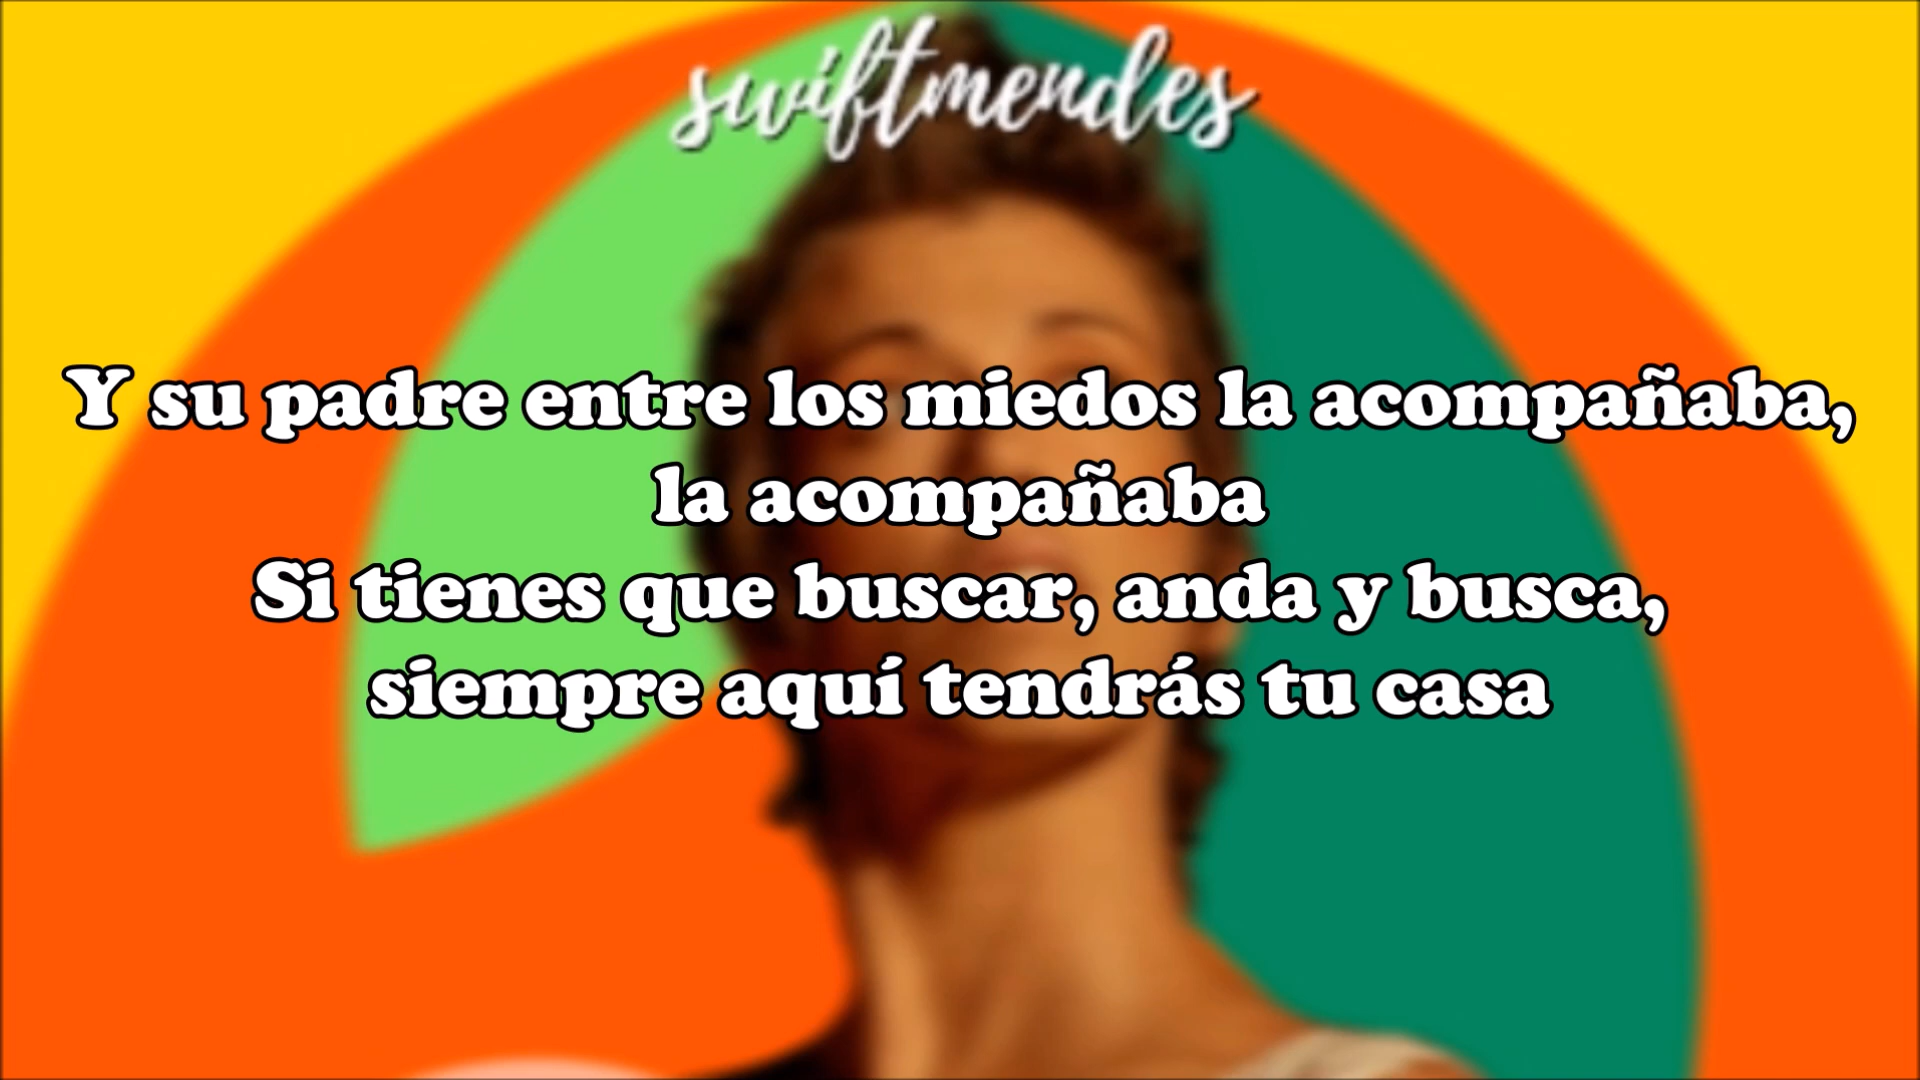 swiftmendes
Y su padre entre los miedos la acompañaba,
la acompañaba
Si tienes que buscar, anda y busca,
siempre aquí tendrás tu casa